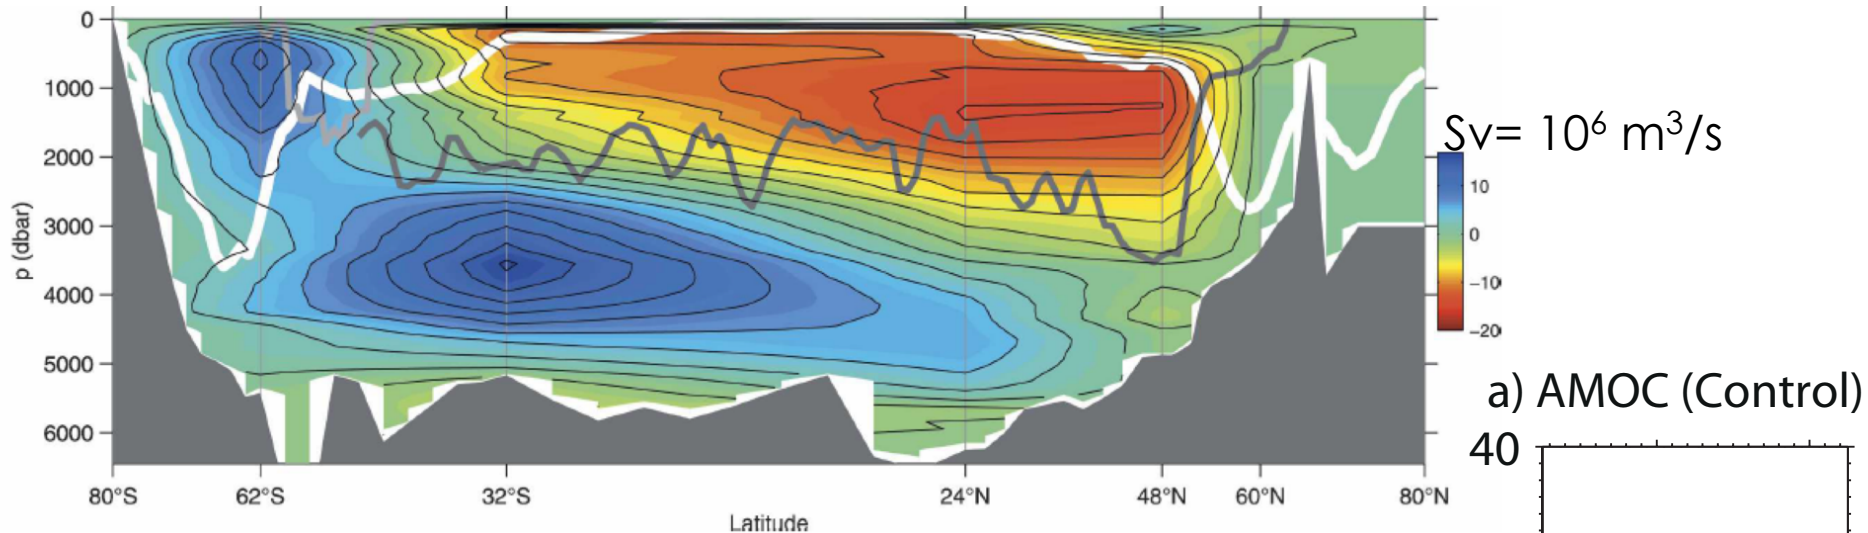 0
1000
2000
3000
4000
5000
6000
p (dbar)
80°S 62°S 32°S 24°N 48°N 60°N 80°N
Latitude
Sv= 10⁶ m³/s
10
0
−10
−20
a) AMOC (Control)
40